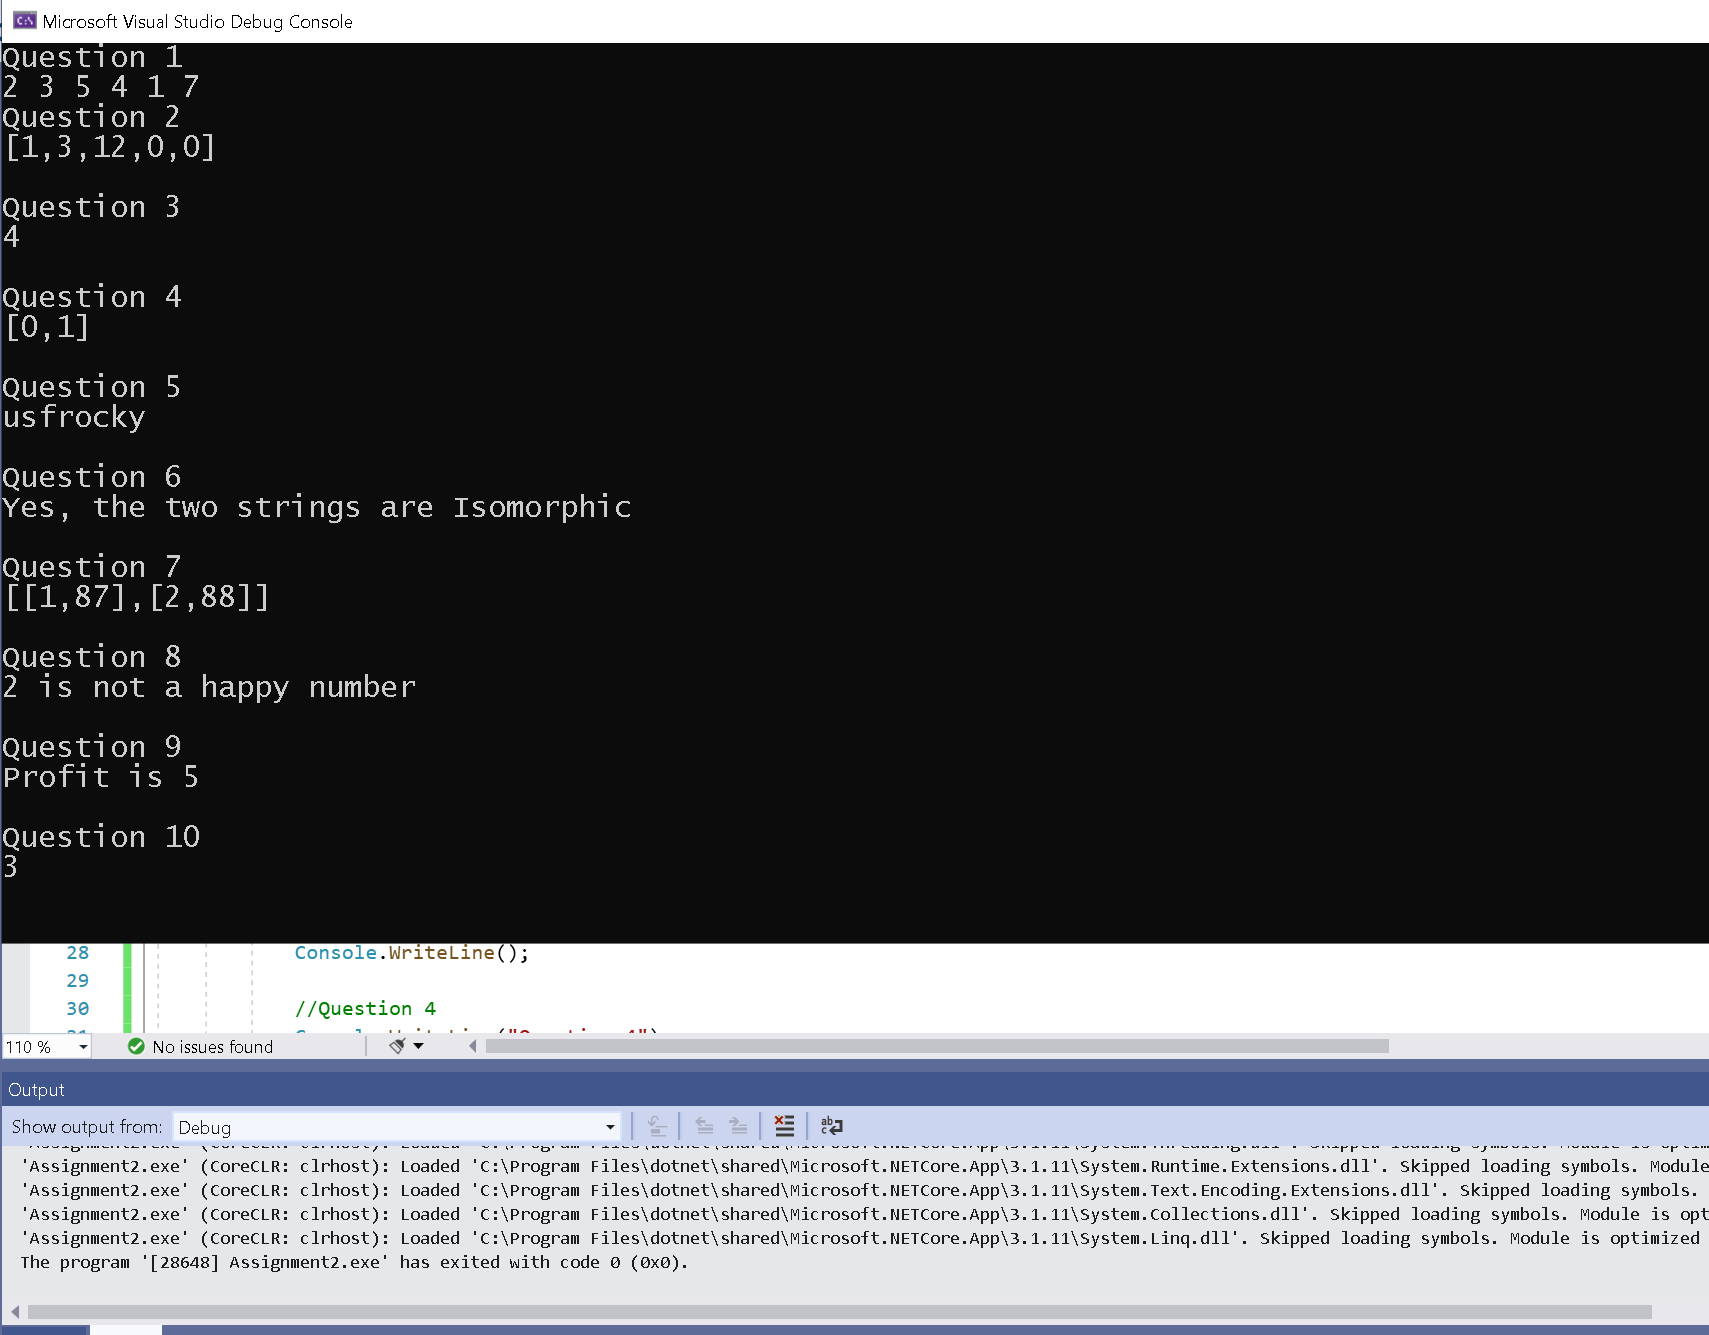 Microsoft Visual Studio Debug Console
Question 1
2 3 5 4 1 7
Question 2
[1,3,12,0,0]
Question 3
4
Question 4
[0,1]
Question 5
usfrocky
Question 6
Yes, the two strings are Isomorphic
Question 7
[[1,87],[2,88]]
Question 8
2 is not a happy number
Question 9
Profit is 5
Question 10
3
28 Console.WriteLine();
29
30 //Question 4
110 % No issues found
Output
Show output from: Debug
'Assignment2.exe' (CoreCLR: clrhost): Loaded 'C:\Program Files\dotnet\shared\Microsoft.NETCore.App\3.1.11\System.Runtime.Extensions.dll'. Skipped loading symbols. Module
'Assignment2.exe' (CoreCLR: clrhost): Loaded 'C:\Program Files\dotnet\shared\Microsoft.NETCore.App\3.1.11\System.Text.Encoding.Extensions.dll'. Skipped loading symbols.
'Assignment2.exe' (CoreCLR: clrhost): Loaded 'C:\Program Files\dotnet\shared\Microsoft.NETCore.App\3.1.11\System.Collections.dll'. Skipped loading symbols. Module is opt
'Assignment2.exe' (CoreCLR: clrhost): Loaded 'C:\Program Files\dotnet\shared\Microsoft.NETCore.App\3.1.11\System.Linq.dll'. Skipped loading symbols. Module is optimized
The program '[28648] Assignment2.exe' has exited with code 0 (0x0).